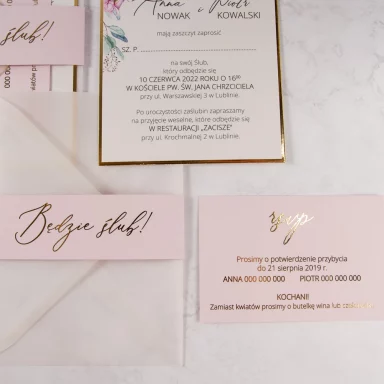 ślub!
Anna i Piotr
NOWAK KOWALSKI
mają zaszczyt zaprosić
SZ. P.
na swój Ślub,
który odbędzie się
10 CZERWCA 2022 ROKU O 16⁰⁰
W KOŚCIELE PW. ŚW. JANA CHRZCICIELA
przy ul. Warszawskiej 3 w Lublinie.
Po uroczystości zaślubin zapraszamy
na przyjęcie weselne, które odbędzie się
W RESTAURACJI „ZACISZE"
przy ul. Krochmalnej 2 w Lublinie.
Będzie ślub!
rsvp
Prosimy o potwierdzenie przybycia
do 21 sierpnia 2019 r.
ANNA 000 000 000 PIOTR 000 000 000
KOCHANI!
Zamiast kwiatów prosimy o butelkę wina lub